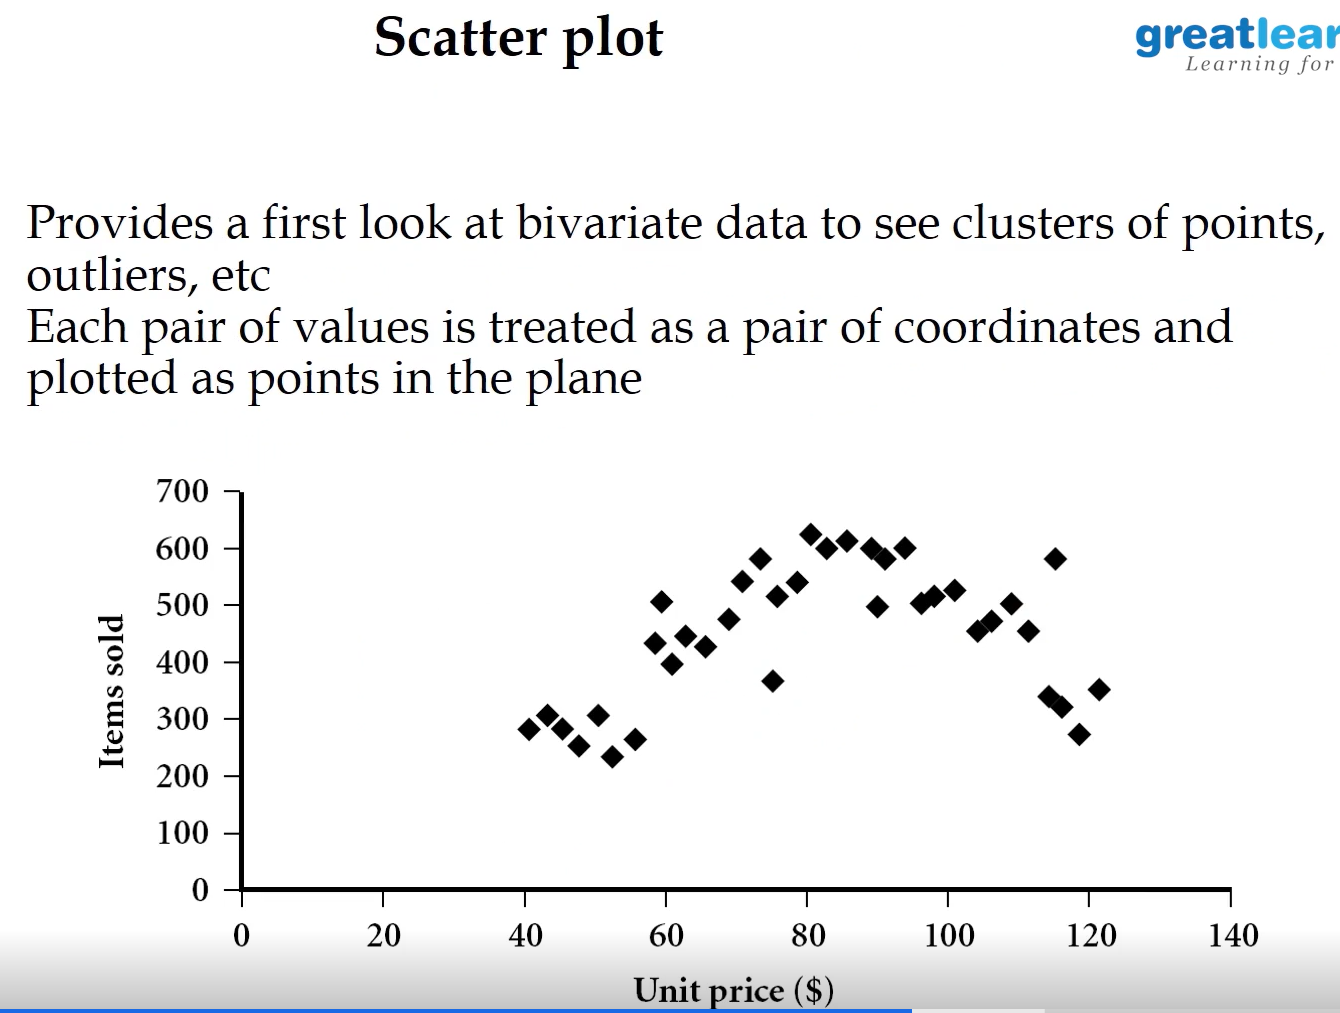 Scatter plot
greatlear
Learning for
Provides a first look at bivariate data to see clusters of points,
outliers, etc
Each pair of values is treated as a pair of coordinates and
plotted as points in the plane
700
600
500
400
300
200
100
0
Items sold
0 20 40 60 80 100 120 140
Unit price ($)